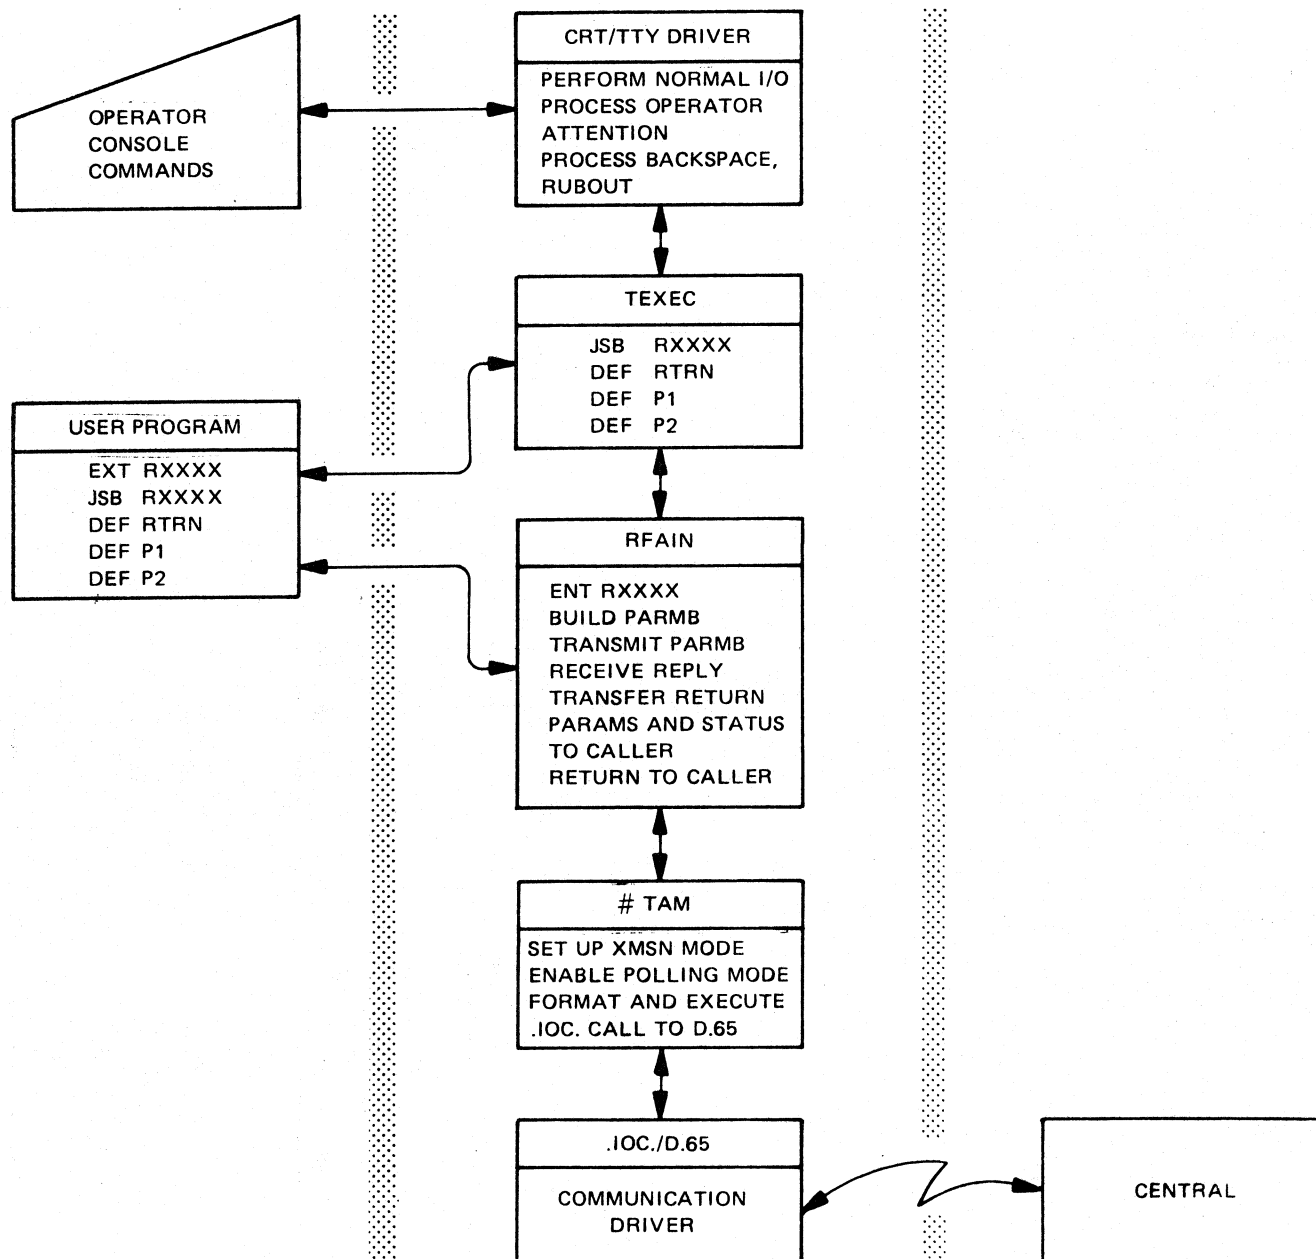 OPERATOR
CONSOLE
COMMANDS
CRT/TTY DRIVER
PERFORM NORMAL I/O
PROCESS OPERATOR
ATTENTION
PROCESS BACKSPACE,
RUBOUT
TEXEC
JSB RXXXX
DEF RTRN
DEF P1
DEF P2
USER PROGRAM
EXT RXXXX
JSB RXXXX
DEF RTRN
DEF P1
DEF P2
RFAIN
ENT RXXXX
BUILD PARMB
TRANSMIT PARMB
RECEIVE REPLY
TRANSFER RETURN
PARAMS AND STATUS
TO CALLER
RETURN TO CALLER
# TAM
SET UP XMSN MODE
ENABLE POLLING MODE
FORMAT AND EXECUTE
.IOC. CALL TO D.65
.IOC./D.65
COMMUNICATION
DRIVER
CENTRAL